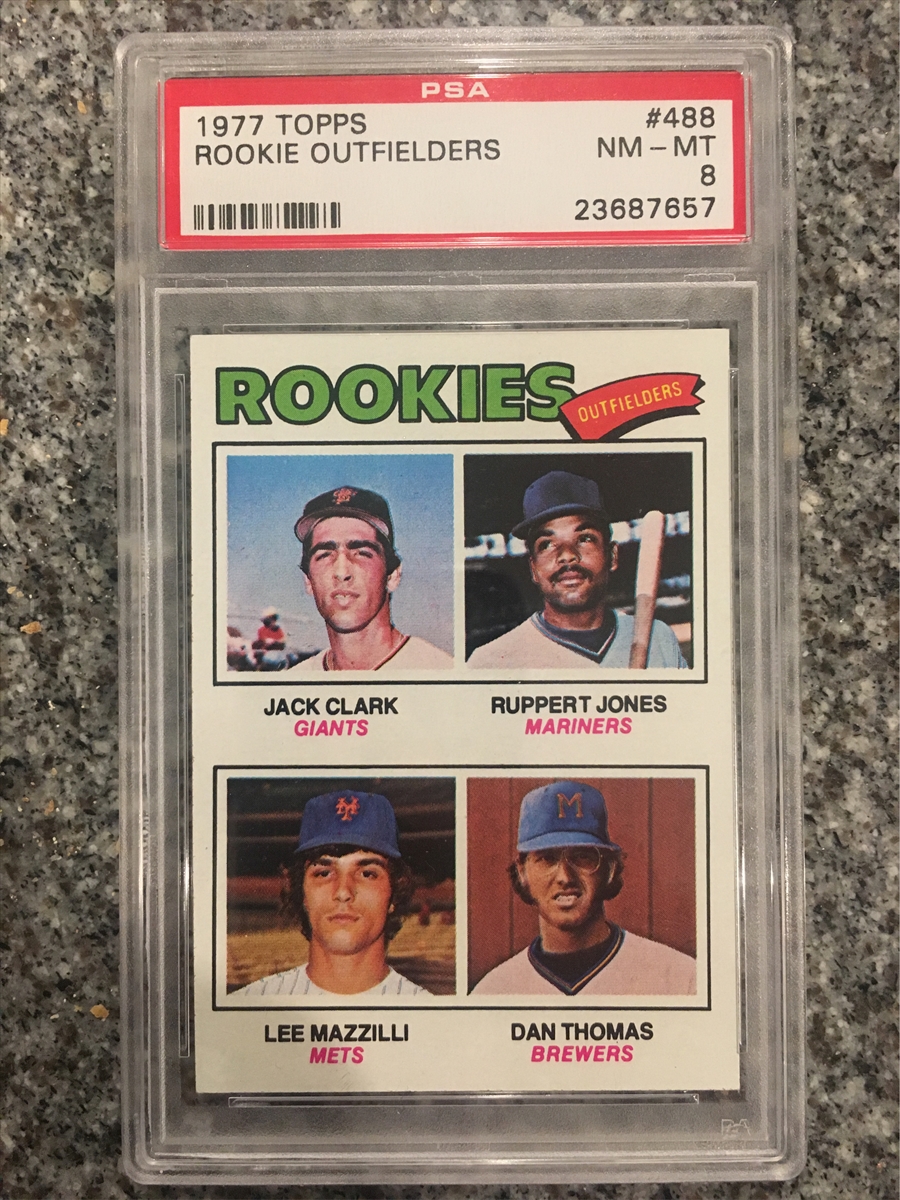 PSA
1977 TOPPS #488
ROOKIE OUTFIELDERS NM - MT
8
23687657
ROOKIES
OUTFIELDERS
JACK CLARK RUPPERT JONES
GIANTS MARINERS
M
LEE MAZZILLI DAN THOMAS
METS BREWERS